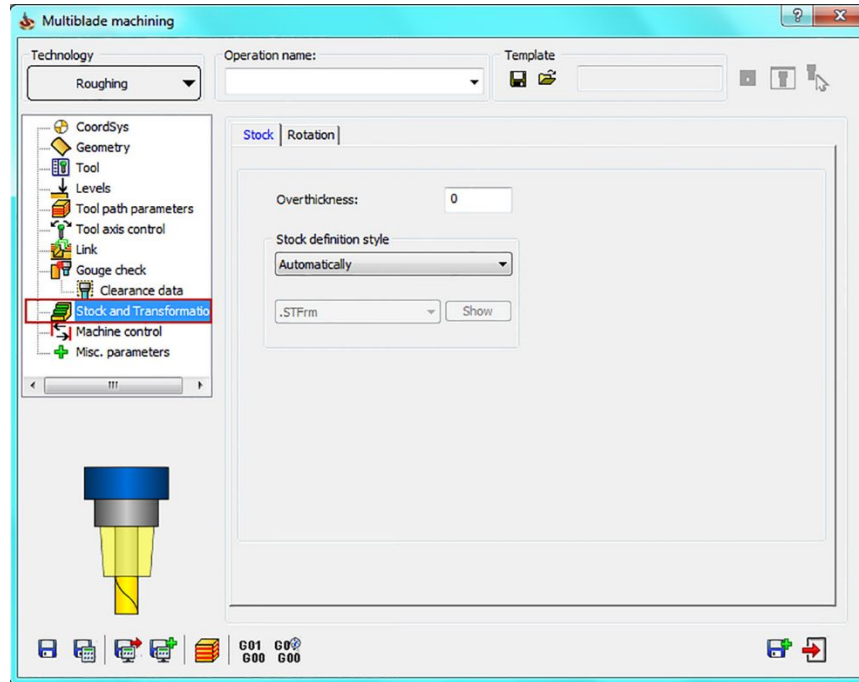 Multiblade machining
Technology
Operation name:
Template
Roughing
CoordSys
Geometry
Tool
Levels
Tool path parameters
Tool axis control
Link
Gouge check
Clearance data
Stock and Transformatio
Machine control
Misc. parameters
Stock
Rotation
Overthickness:
0
Stock definition style
Automatically
.STFrm
Show
G01
G00
G0
G00